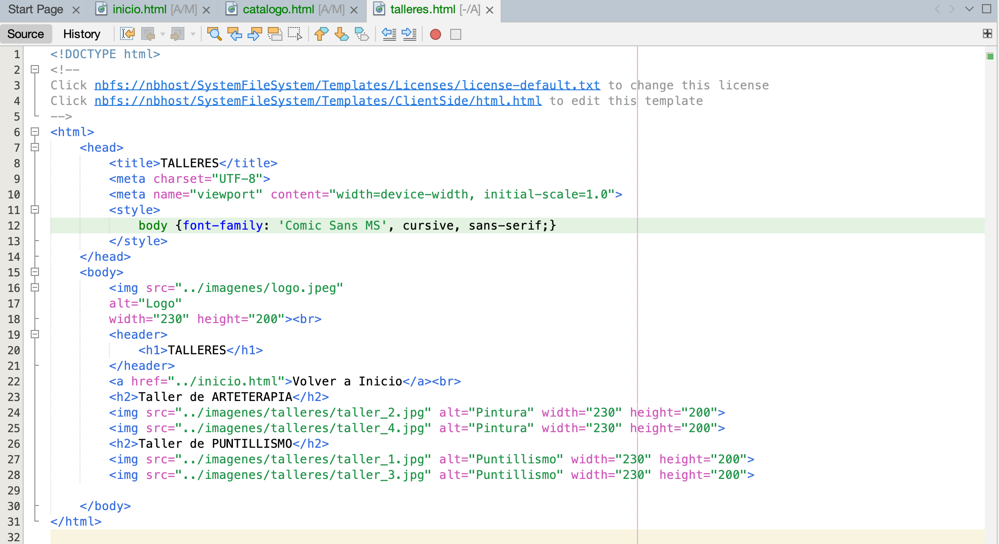 Start Page
inicio.html [A/M]
catalogo.html [A/M]
talleres.html [-/A]
Source History
1 <!DOCTYPE html>
2 <!--
3 Click nbfs://nbhost/SystemFileSystem/Templates/Licenses/license-default.txt to change this license
4 Click nbfs://nbhost/SystemFileSystem/Templates/ClientSide/html.html to edit this template
5 -->
6 <html>
7     <head>
8         <title>TALLERES</title>
9         <meta charset="UTF-8">
10         <meta name="viewport" content="width=device-width, initial-scale=1.0">
11         <style>
12             body {font-family: 'Comic Sans MS', cursive, sans-serif;}
13         </style>
14     </head>
15     <body>
16         <img src="../imagenes/logo.jpeg"
17         alt="Logo"
18         width="230" height="200"><br>
19         <header>
20             <h1>TALLERES</h1>
21         </header>
22         <a href="../inicio.html">Volver a Inicio</a><br>
23         <h2>Taller de ARTETERAPIA</h2>
24         <img src="../imagenes/talleres/taller_2.jpg" alt="Pintura" width="230" height="200">
25         <img src="../imagenes/talleres/taller_4.jpg" alt="Pintura" width="230" height="200">
26         <h2>Taller de PUNTILLISMO</h2>
27         <img src="../imagenes/talleres/taller_1.jpg" alt="Puntillismo" width="230" height="200">
28         <img src="../imagenes/talleres/taller_3.jpg" alt="Puntillismo" width="230" height="200">
29
30     </body>
31 </html>
32